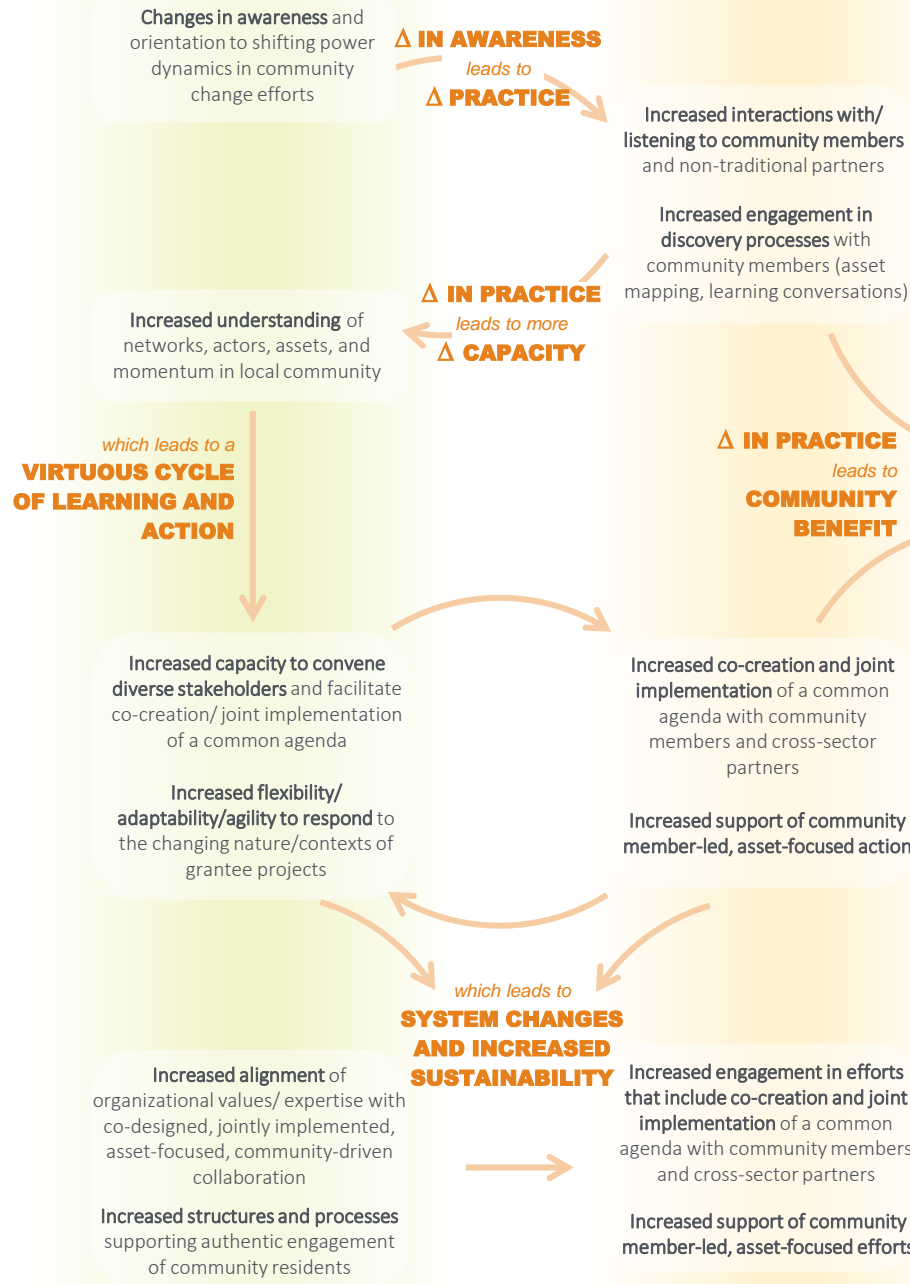 Changes in awareness and
orientation to shifting power
dynamics in community
change efforts
Δ IN AWARENESS
leads to
Δ PRACTICE
Increased interactions with/
listening to community members
and non-traditional partners
Increased engagement in
discovery processes with
community members (asset
mapping, learning conversations)
Δ IN PRACTICE
leads to more
Δ CAPACITY
Increased understanding of
networks, actors, assets, and
momentum in local community
which leads to a
VIRTUOUS CYCLE
OF LEARNING AND
ACTION
Δ IN PRACTICE
leads to
COMMUNITY
BENEFIT
Increased capacity to convene
diverse stakeholders and facilitate
co-creation/ joint implementation
of a common agenda
Increased flexibility/
adaptability/agility to respond to
the changing nature/contexts of
grantee projects
Increased co-creation and joint
implementation of a common
agenda with community
members and cross-sector
partners
Increased support of community
member-led, asset-focused action
which leads to
SYSTEM CHANGES
AND INCREASED
SUSTAINABILITY
Increased alignment of
organizational values/ expertise with
co-designed, jointly implemented,
asset-focused, community-driven
collaboration
Increased structures and processes
supporting authentic engagement
of community residents
Increased engagement in efforts
that include co-creation and joint
implementation of a common
agenda with community members
and cross-sector partners
Increased support of community
member-led, asset-focused efforts